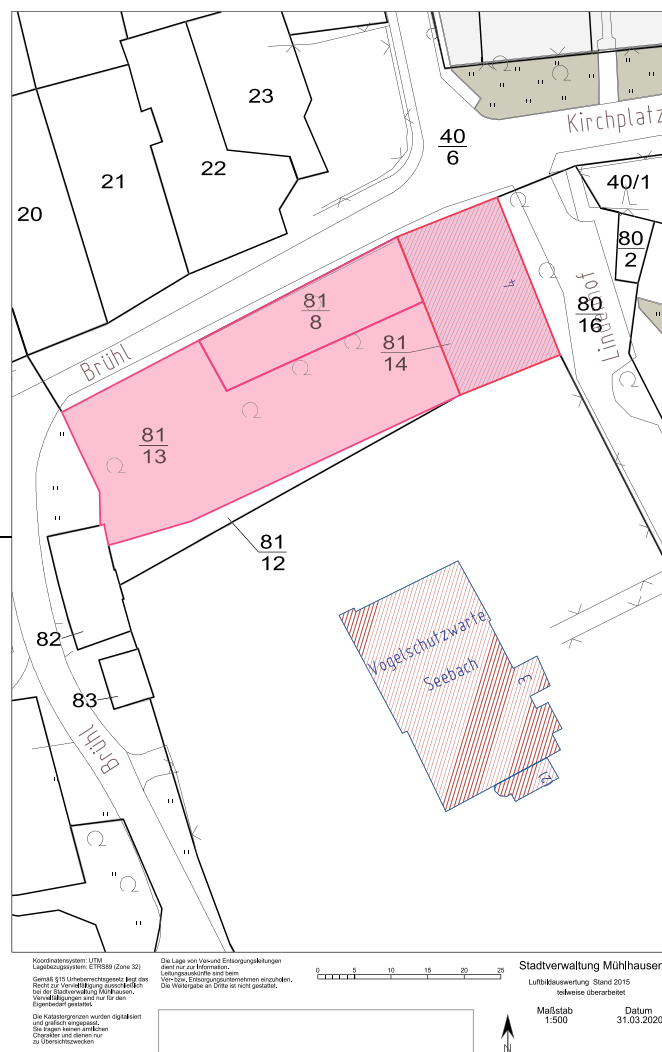 23
22
21
20
40
6
Kirchplatz
40/1
80
2
80
16
Lindenhof
4
81
8
81
14
Brühl
81
13
81
12
82
83
Brühl
Vogelschutzwarte
Seebach
3
(2)
Koordinatensystem: UTM
Lagebezugssystem: ETRS89 (Zone 32)
Gemäß §15 Urheberrechtsgesetz liegt das
Recht zur Vervielfältigung ausschließlich
bei der Stadtverwaltung Mühlhausen.
Vervielfältigungen sind nur für den
Eigenbedarf gestattet.
Die Katastergrenzen wurden digitalisiert
und grafisch eingepasst.
Sie tragen keinen amtlichen
Charakter und dienen nur
zu Übersichtszwecken
Die Lage von Ver-und Entsorgungsleitungen
dient nur zur Information.
Leitungsauskünfte sind beim
Ver- bzw. Entsorgungsunternehmen einzuholen.
Die Weitergabe an Dritte ist nicht gestattet.
0 5 10 15 20 25
N
Stadtverwaltung Mühlhausen
Luftbildauswertung Stand 2015
teilweise überarbeitet
Maßstab Datum
1:500 31.03.2020